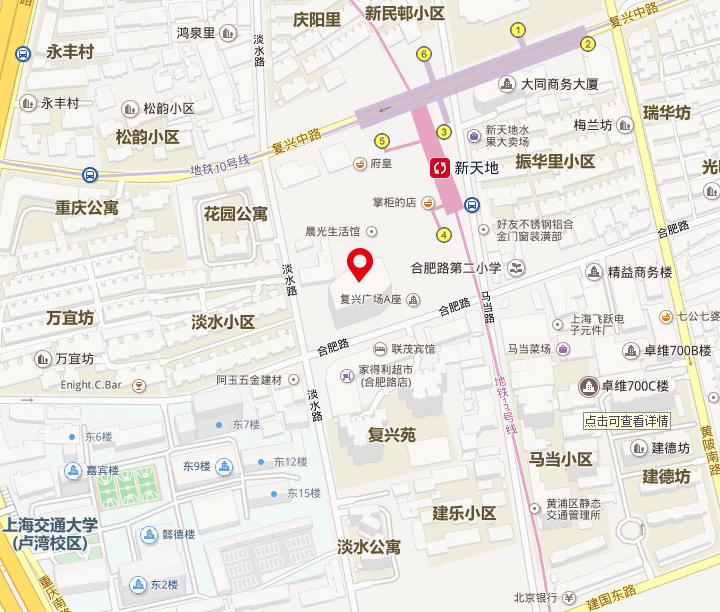 庆阳里
新民邨小区
复兴中路
鸿泉里
淡水路
永丰村
1
2
6
大同商务大厦
永丰村
松韵小区
瑞华坊
梅兰坊
松韵小区
复兴中路
5
3
新天地水
果大卖场
地铁10号线
府皇
新天地
振华里小区
光
重庆公寓
花园公寓
掌柜的店
晨光生活馆
4
好友不锈钢铝合
金门窗装潢部
合肥路
淡水路
合肥路第二小学
精益商务楼
复兴广场A座
合肥路
马当路
万宜坊
淡水小区
上海飞跃电
子元件厂
七公七婆
合肥路
联茂宾馆
马当菜场
卓维700B楼
万宜坊
Enight.C.Bar
阿玉五金建材
家得利超市
(合肥路店)
卓维700C楼
淡水路
地铁13号线
点击可查看详情
东6楼
东7楼
复兴苑
黄陂南路
建德坊
嘉宾楼
东9楼
东12楼
马当小区
建德坊
东15楼
黄浦区静态
交通管理所
建乐小区
上海交通大学
(卢湾校区)
懿德楼
淡水公寓
东2楼
重庆南路
北京银行
建国东路